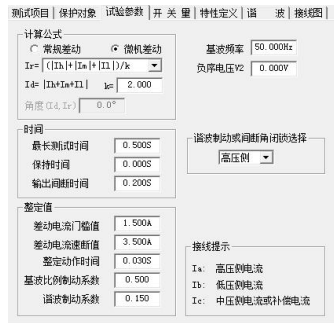 测试项目 保护对象 试验参数 开 关 量 特性定义 谐 波 接线图
计算公式
常规差动 微机差动
Ir= (|Ih|+|Im|+|Il|)/k
Id= |Ih+Im+Il| k= 2.000
角度(Id,Ir) 0.0°
基波频率 50.000Hz
负序电压V2 0.000V
时间
最长测试时间 0.500S
保持时间 0.000S
输出间断时间 0.200S
谐波制动或间断角闭锁选择
高压侧
整定值
差动电流门槛值 1.500A
差动电流速断值 3.500A
整定动作时间 0.030S
基波比例制动系数 0.500
谐波制动系数 0.150
接线提示
Ia: 高压侧电流
Ib: 低压侧电流
Ic: 中压侧电流或补偿电流